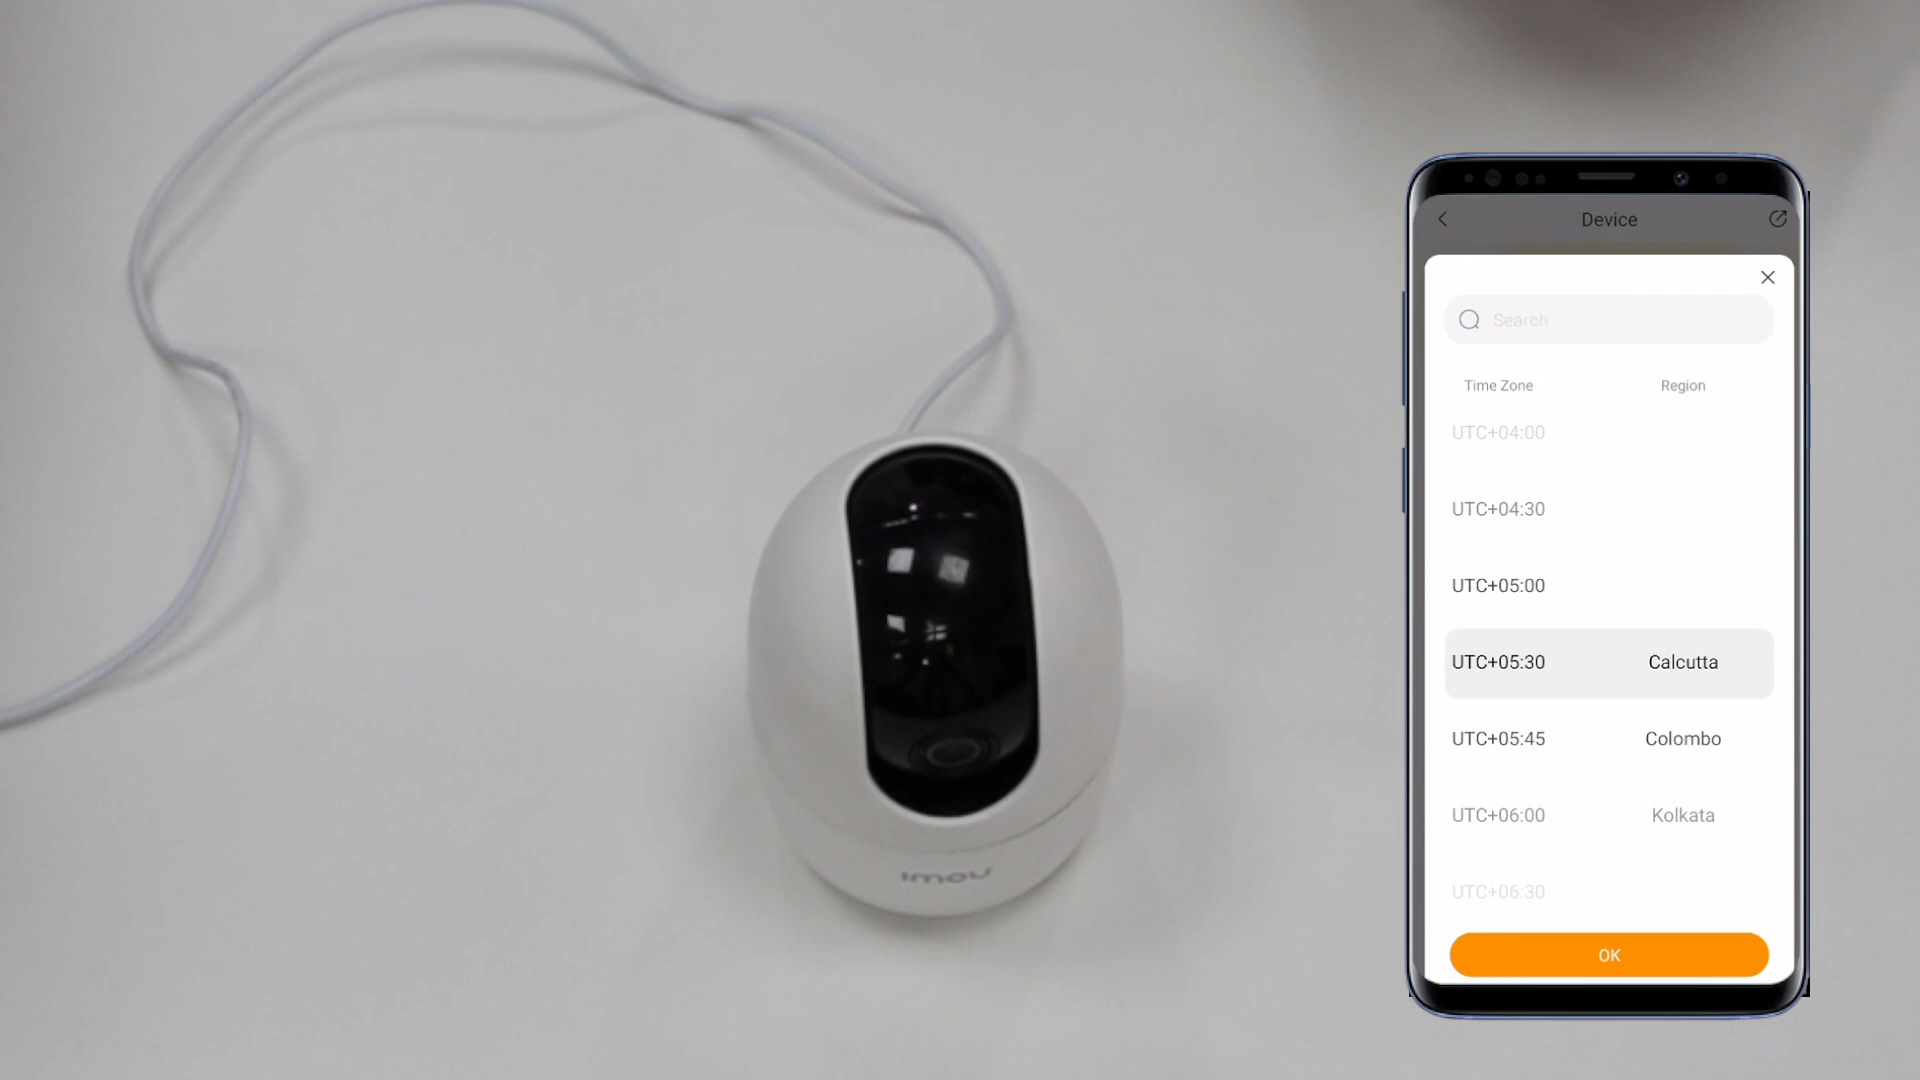 Device
Search
Time Zone Region
UTC+04:00
UTC+04:30
UTC+05:00
UTC+05:30 Calcutta
UTC+05:45 Colombo
UTC+06:00 Kolkata
UTC+06:30
OK
imou